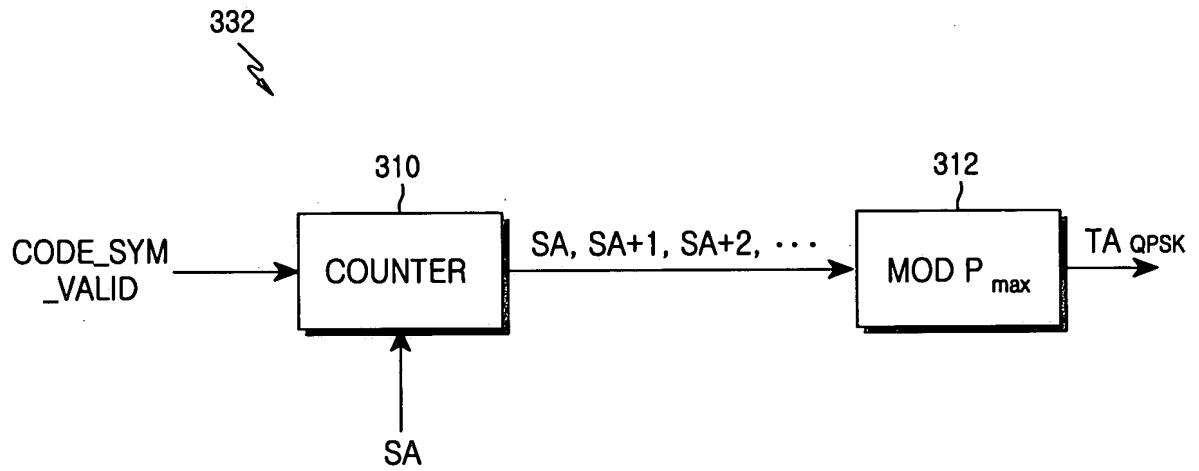 332
310
312
CODE_SYM
_VALID
COUNTER
SA, SA+1, SA+2, ···
MOD P max
TA QPSK
SA